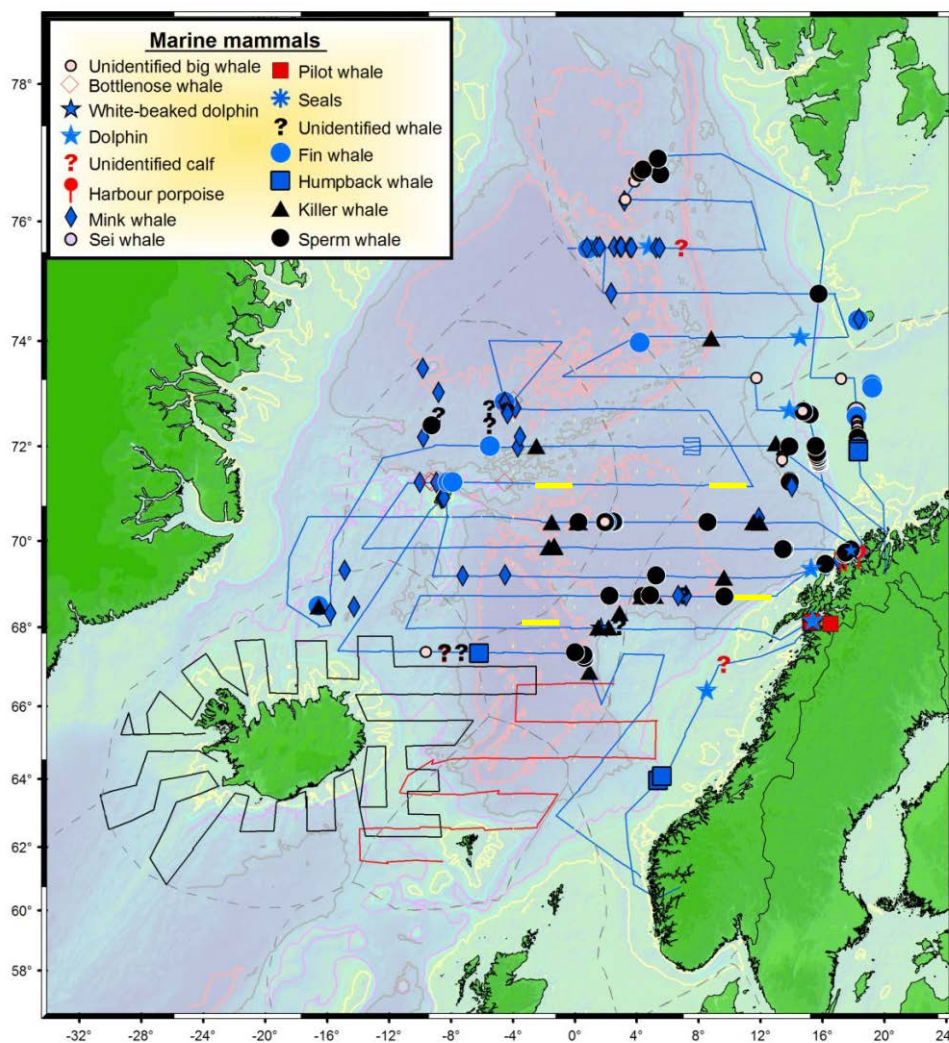 Marine mammals
Unidentified big whale
Bottlenose whale
White-beaked dolphin
Dolphin
Unidentified calf
Harbour porpoise
Mink whale
Sei whale
Pilot whale
Seals
Unidentified whale
Fin whale
Humpback whale
Killer whale
Sperm whale
78°
76°
74°
72°
70°
68°
66°
64°
62°
60°
58°
-32°
-28°
-24°
-20°
-16°
-12°
-8°
-4°
0°
4°
8°
12°
16°
20°
24°